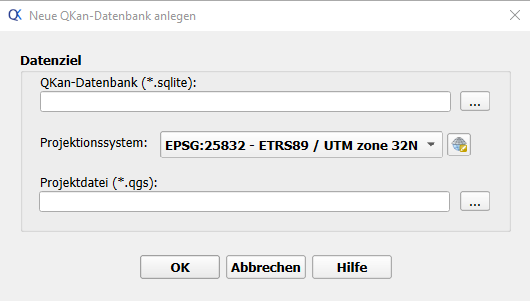 Neue QKan-Datenbank anlegen
Datenziel
QKan-Datenbank (*.sqlite):
...
Projektionssystem: EPSG:25832 - ETRS89 / UTM zone 32N
Projektdatei (*.qgs):
...
OK Abbrechen Hilfe